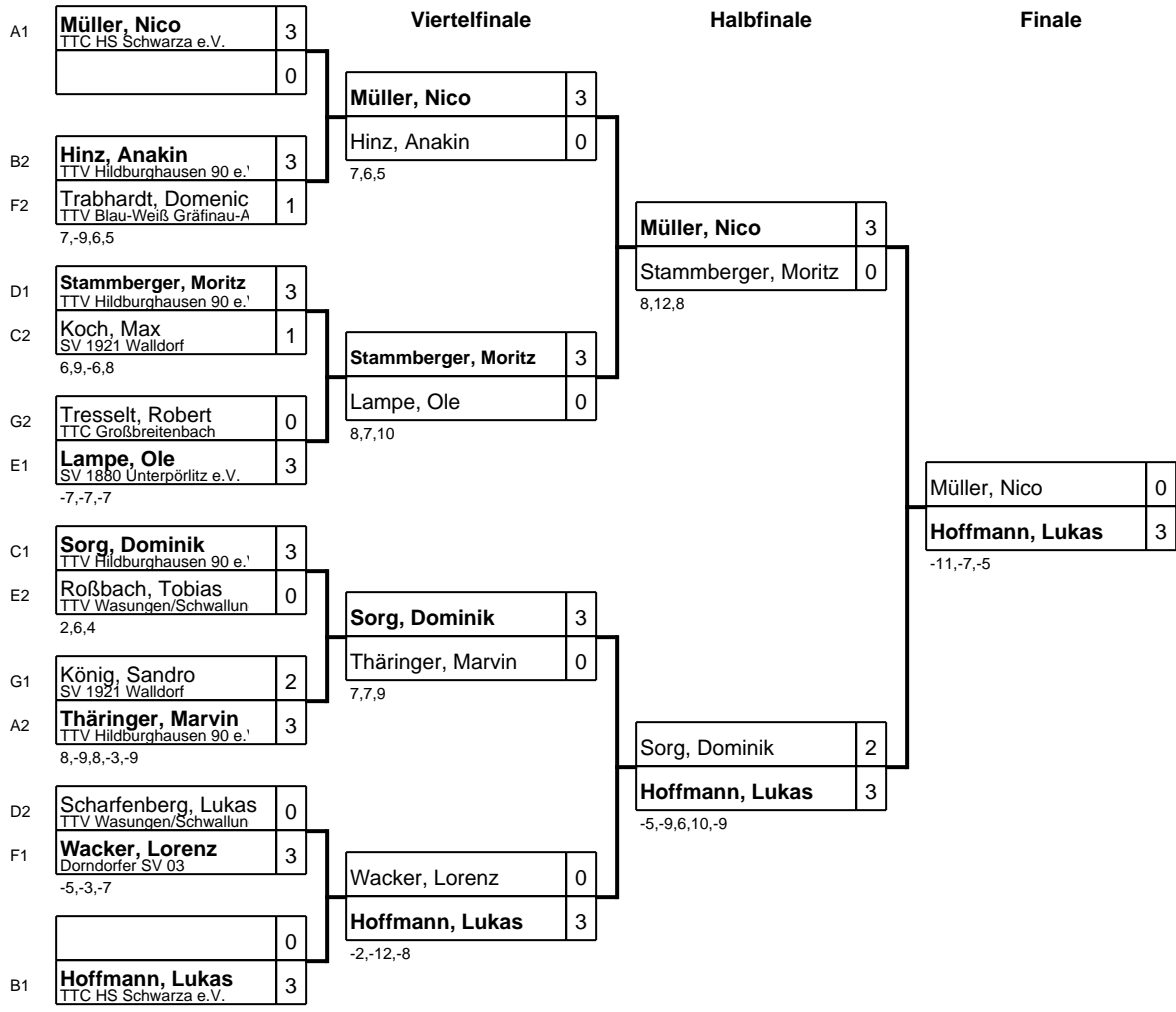 Viertelfinale Halbfinale Finale
A1 Müller, Nico 3
TTC HS Schwarza e.V.
0
B2 Hinz, Anakin 3
TTV Hildburghausen 90 e.V
F2 Trabhardt, Domenic 1
TTV Blau-Weiß Gräfinau-A
7,-9,6,5
D1 Stammberger, Moritz 3
TTV Hildburghausen 90 e.V
C2 Koch, Max 1
SV 1921 Walldorf
6,9,-6,8
G2 Tresselt, Robert 0
TTC Großbreitenbach
E1 Lampe, Ole 3
SV 1880 Unterpörlitz e.V.
-7,-7,-7
C1 Sorg, Dominik 3
TTV Hildburghausen 90 e.V
E2 Roßbach, Tobias 0
TTV Wasungen/Schwallun
2,6,4
G1 König, Sandro 2
SV 1921 Walldorf
A2 Thäringer, Marvin 3
TTV Hildburghausen 90 e.V
8,-9,8,-3,-9
D2 Scharfenberg, Lukas 0
TTV Wasungen/Schwallun
F1 Wacker, Lorenz 3
Dorndorfer SV 03
-5,-3,-7
0
B1 Hoffmann, Lukas 3
TTC HS Schwarza e.V.
Müller, Nico 3
Hinz, Anakin 0
7,6,5
Stammberger, Moritz 3
Lampe, Ole 0
8,7,10
Sorg, Dominik 3
Thäringer, Marvin 0
7,7,9
Wacker, Lorenz 0
Hoffmann, Lukas 3
-2,-12,-8
Müller, Nico 3
Stammberger, Moritz 0
8,12,8
Sorg, Dominik 2
Hoffmann, Lukas 3
-5,-9,6,10,-9
Müller, Nico 0
Hoffmann, Lukas 3
-11,-7,-5